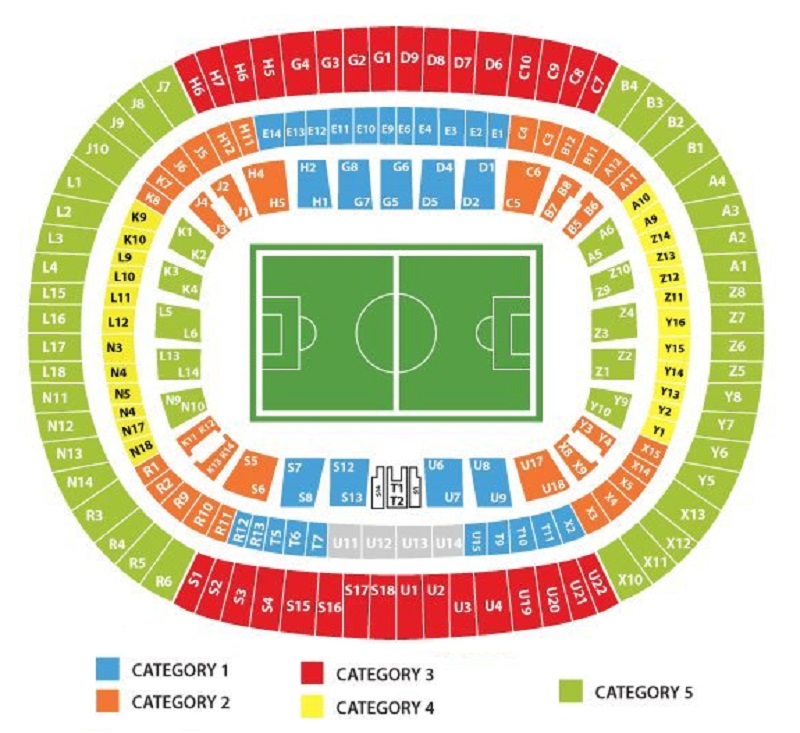 H6 H7 H6 H5 G4 G3 G2 G1 D9 D8 D7 D6 C10 C9 C8 C7
J7 J8 J9 J10 L1 L2 L3 L4 L15 L16 L17 L18 N11 N12 N13 N14 R3 R4 R5 R6
B4 B3 B2 B1 A4 A3 A2 A1 Z8 Z7 Z6 Z5 Y8 Y7 Y6 Y5 X13 X12 X11 X10
E14 E13 E12 E11 E10 E9 E6 E4 E3 E2 E1
H11 H12 J5 J6 K7 K8
C4 C3 B12 B11 A12 A11
K9 K10 L9 L10 L11 L12 N3 N4 N5 N4 N17 N18
A10 A9 Z14 Z13 Z12 Z11 Y16 Y15 Y14 Y13 Y2 Y1
J4 J2 J3 J1 H4 H5 H2 H1 G8 G7 G6 G5 D4 D5 D1 D2 C6 C5 B8 B7 B6 B5
K1 K2 K3 K4 L5 L6 L13 L14 N9 N10
A6 A5 Z10 Z9 Z4 Z3 Z2 Z1 Y9 Y10
K11 K12 K13 K14 S5 S6 S7 S8 S12 S13 T1 T2 U6 U7 U8 U9 U17 U18 X8 X9 Y3 Y4
R1 R2 R9 R10 R11 R12 R13 T5 T6 T7 U11 U12 U13 U14 U15 T9 T10 T11 X2 X3 X4 X5 X14 X15
S1 S2 S3 S4 S15 S16 S17 S18 U1 U2 U3 U4 U19 U20 U21 U22
CATEGORY 1
CATEGORY 2
CATEGORY 3
CATEGORY 4
CATEGORY 5